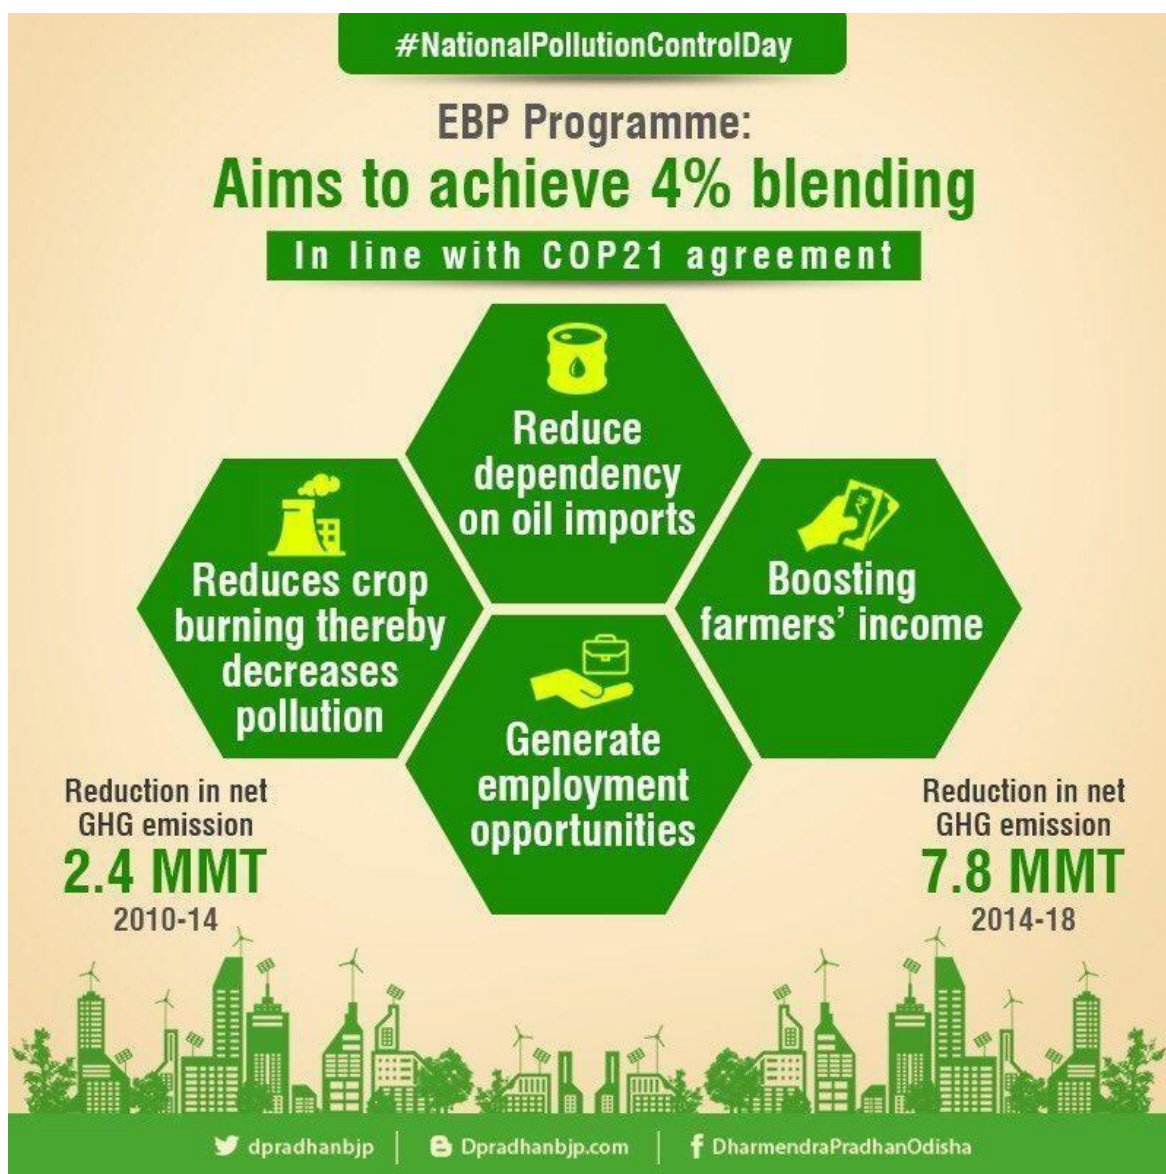 #NationalPollutionControlDay
EBP Programme:
Aims to achieve 4% blending
In line with COP21 agreement
Reduce
dependency
on oil imports
Reduces crop
burning thereby
decreases
pollution
Boosting
farmers' income
Generate
employment
opportunities
Reduction in net
GHG emission
2.4 MMT
2010-14
Reduction in net
GHG emission
7.8 MMT
2014-18
dpradhanbjp | Dpradhanbjp.com | DharmendraPradhanOdisha